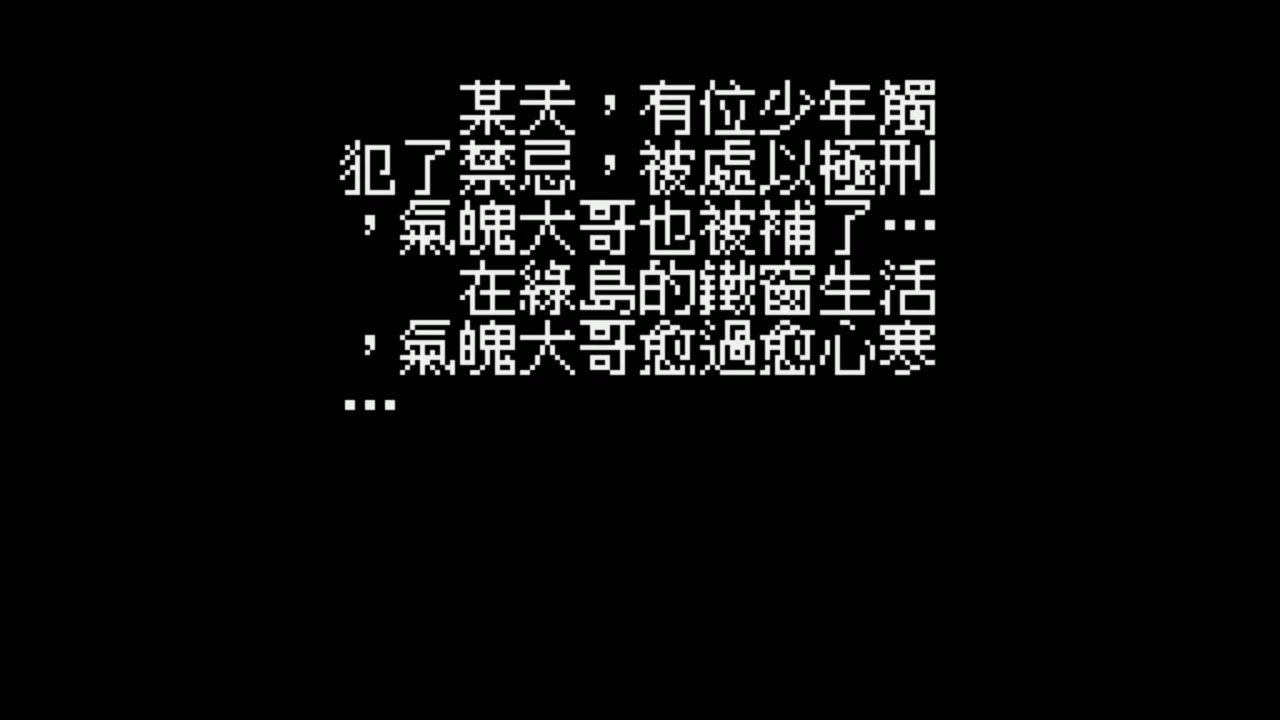 某天，有位少年觸
犯了禁忌，被處以極刑
，氣魄大哥也被補了…
在綠島的鐵窗生活
，氣魄大哥愈過愈心寒
…